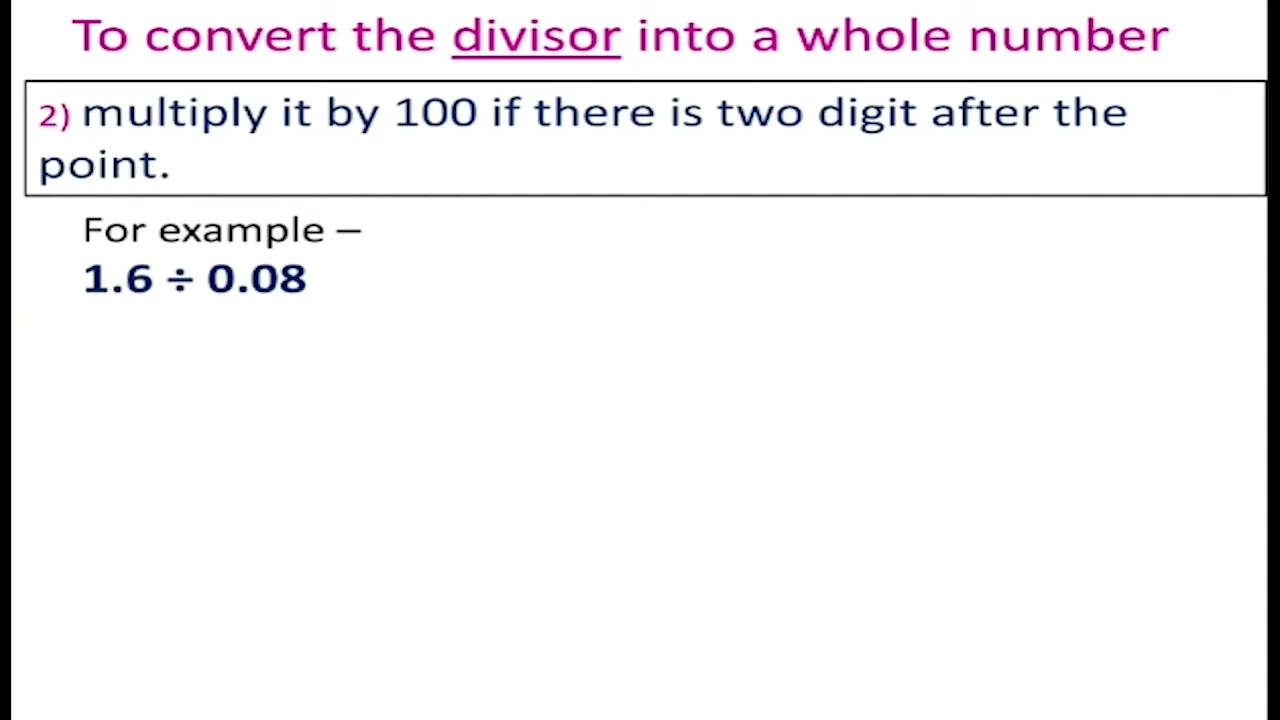 To convert the divisor into a whole number
2) multiply it by 100 if there is two digit after the
point.
For example –
1.6 ÷ 0.08